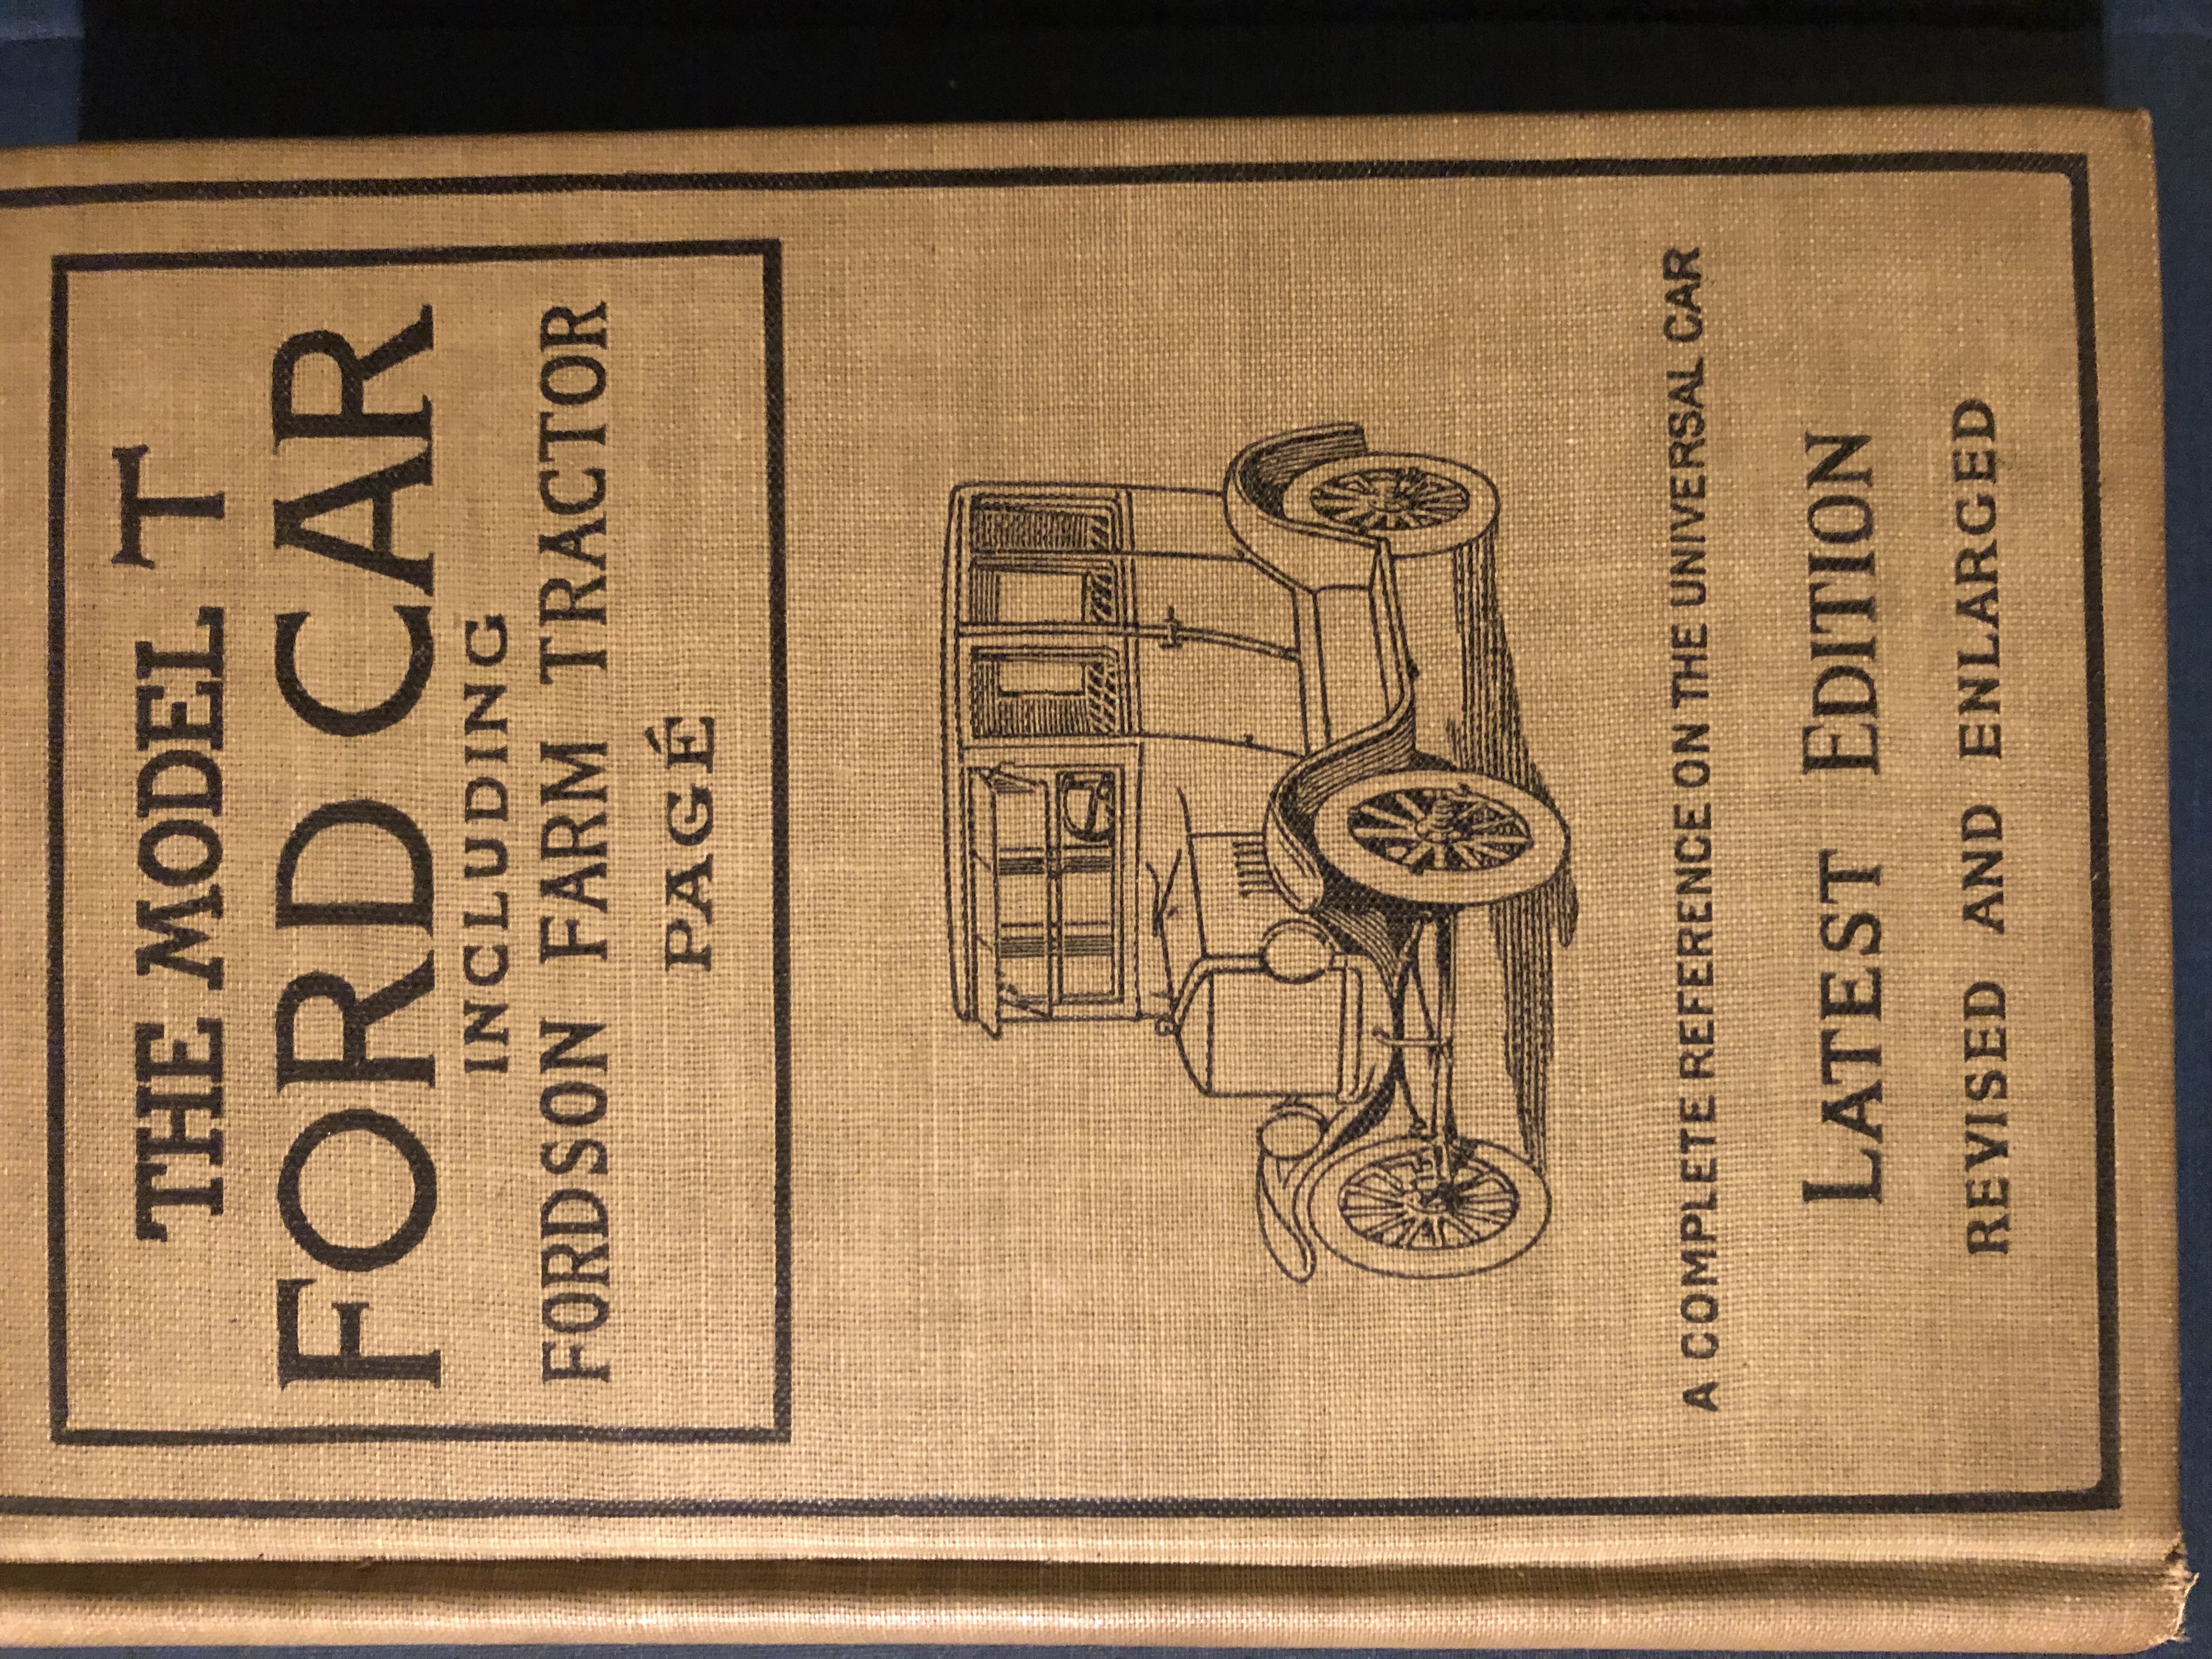 THE MODEL T
FORD CAR
INCLUDING
FORDSON FARM TRACTOR
PAGÉ
A COMPLETE REFERENCE ON THE UNIVERSAL CAR
LATEST EDITION
REVISED AND ENLARGED